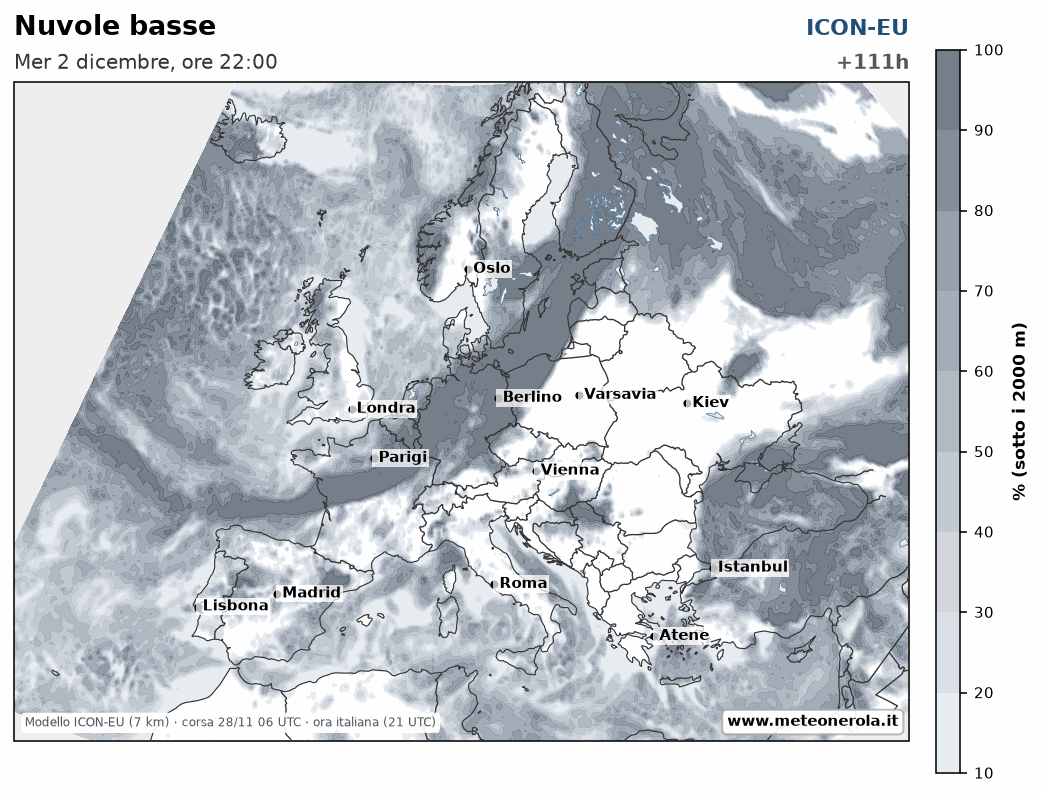 Nuvole basse
ICON-EU
Mer 2 dicembre, ore 22:00
+111h
100
90
80
70
60
50
40
30
20
10
% (sotto i 2000 m)
Oslo
Berlino
Varsavia
Kiev
Londra
Parigi
Vienna
Istanbul
Roma
Madrid
Lisbona
Atene
Modello ICON-EU (7 km) · corsa 28/11 06 UTC · ora italiana (21 UTC)
www.meteonerola.it